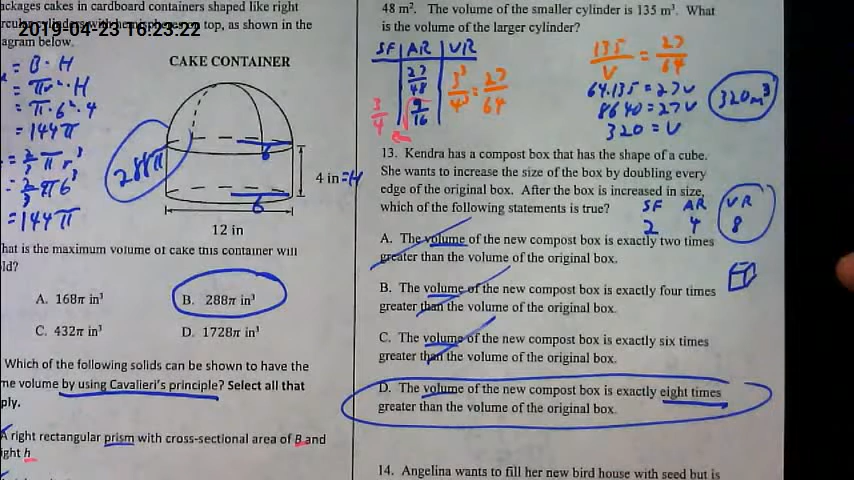 ackages cakes in cardboard containers shaped like right
rcular cylinders with hemispheres on top, as shown in the
2019-04-23 16:23:22
agram below.
CAKE CONTAINER
= B · H
= πr² · H
= π · 6² · 4
= 144π
= 2/3 π r³
= 2/3 π 6³
= 144π
288π
6
4 in =H
6
12 in
hat is the maximum volume of cake this container will
ld?
A. 168π in³
B. 288π in³
C. 432π in³
D. 1728π in³
Which of the following solids can be shown to have the
me volume by using Cavalieri's principle? Select all that
ply.
A right rectangular prism with cross-sectional area of B and
ight h
48 m². The volume of the smaller cylinder is 135 m³. What
is the volume of the larger cylinder?
SF AR VR
27/48 3³/4³ = 27/64
3/4 9/16
135/V = 27/64
64·135 = 27V
8640 = 27V
320 = V
320m³
13. Kendra has a compost box that has the shape of a cube.
She wants to increase the size of the box by doubling every
edge of the original box. After the box is increased in size,
which of the following statements is true?
SF AR VR
2 4 8
A. The volume of the new compost box is exactly two times
greater than the volume of the original box.
B. The volume of the new compost box is exactly four times
greater than the volume of the original box.
C. The volume of the new compost box is exactly six times
greater than the volume of the original box.
D. The volume of the new compost box is exactly eight times
greater than the volume of the original box.
14. Angelina wants to fill her new bird house with seed but is